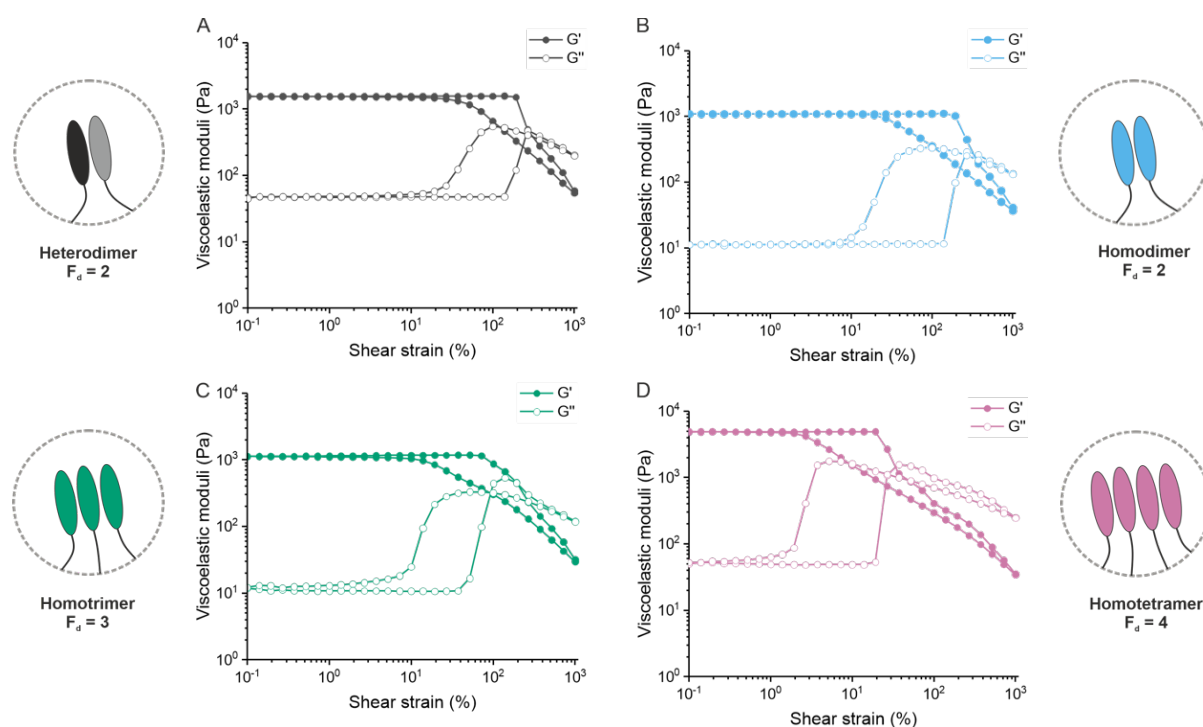 A
G'
G"
10⁴
10³
10²
10¹
10⁰
Viscoelastic moduli (Pa)
10⁻¹ 10⁰ 10¹ 10² 10³
Shear strain (%)
Heterodimer
F_d = 2
B
G'
G"
10⁴
10³
10²
10¹
10⁰
Viscoelastic moduli (Pa)
10⁻¹ 10⁰ 10¹ 10² 10³
Shear strain (%)
Homodimer
F_d = 2
C
G'
G"
10⁴
10³
10²
10¹
10⁰
Viscoelastic moduli (Pa)
10⁻¹ 10⁰ 10¹ 10² 10³
Shear strain (%)
Homotrimer
F_d = 3
D
G'
G"
10⁵
10⁴
10³
10²
10¹
10⁰
Viscoelastic moduli (Pa)
10⁻¹ 10⁰ 10¹ 10² 10³
Shear strain (%)
Homotetramer
F_d = 4